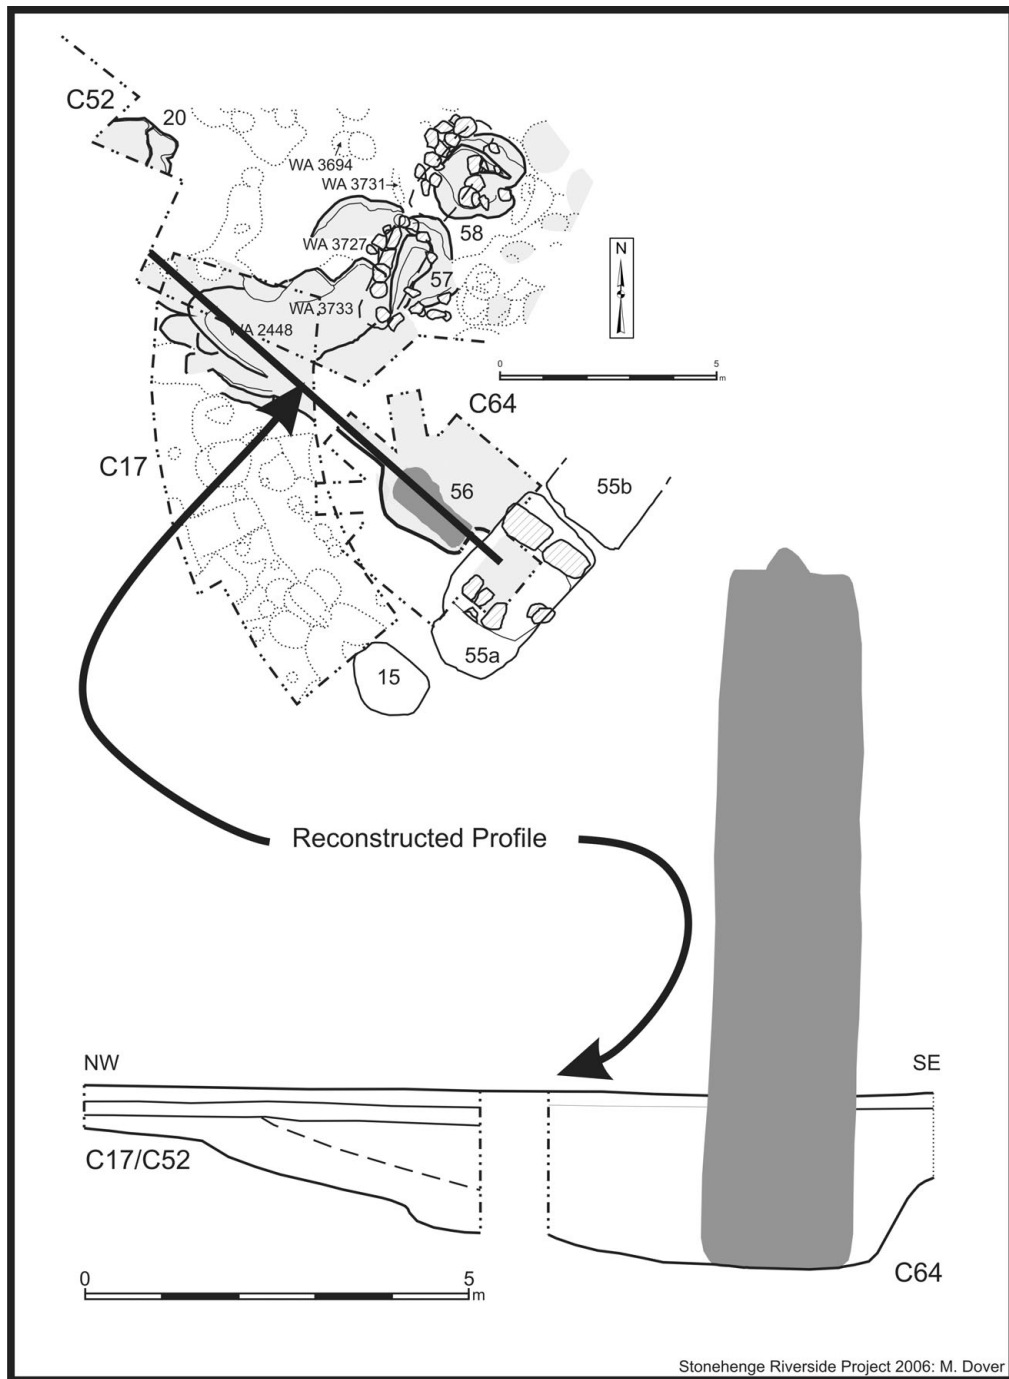 C52
20
WA 3694
WA 3731
58
WA 3727
57
N
WA 3733
WA 2448
0 5
m
C64
C17
56
55b
55a
15
Reconstructed Profile
NW
SE
C17/C52
C64
0 5
m
Stonehenge Riverside Project 2006: M. Dover